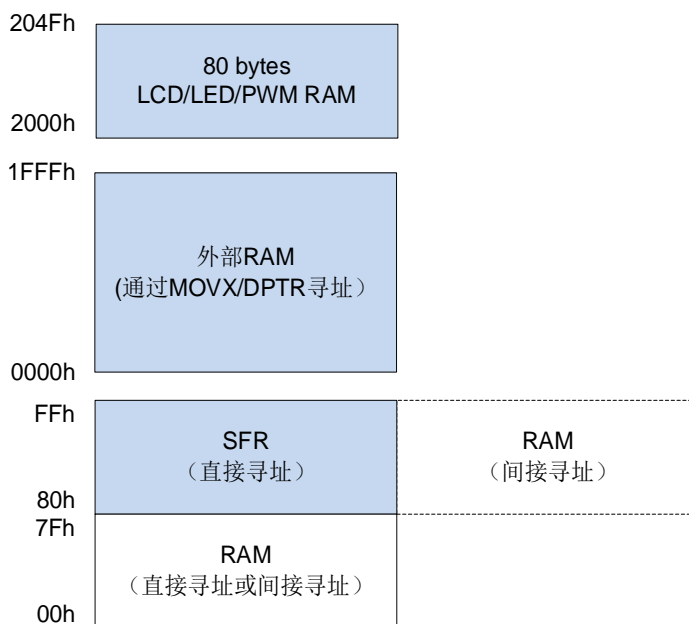 204Fh
80 bytes
LCD/LED/PWM RAM
2000h
1FFFh
外部RAM
(通过MOVX/DPTR寻址）
0000h
FFh
SFR
（直接寻址）
RAM
（间接寻址）
80h
7Fh
RAM
（直接寻址或间接寻址）
00h